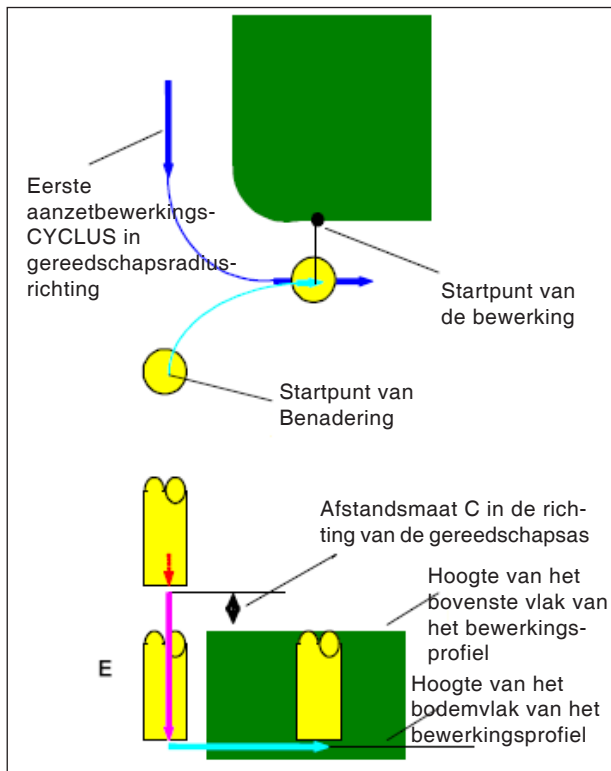 Eerste
aanzetbewerkings-
CYCLUS in
gereedschapsradius-
richting
Startpunt van
de bewerking
Startpunt van
Benadering
Afstandsmaat C in de rich-
ting van de gereedschapsas
Hoogte van het
bovenste vlak van
het bewerkings-
profiel
E
Hoogte van het
bodemvlak van het
bewerkingsprofiel